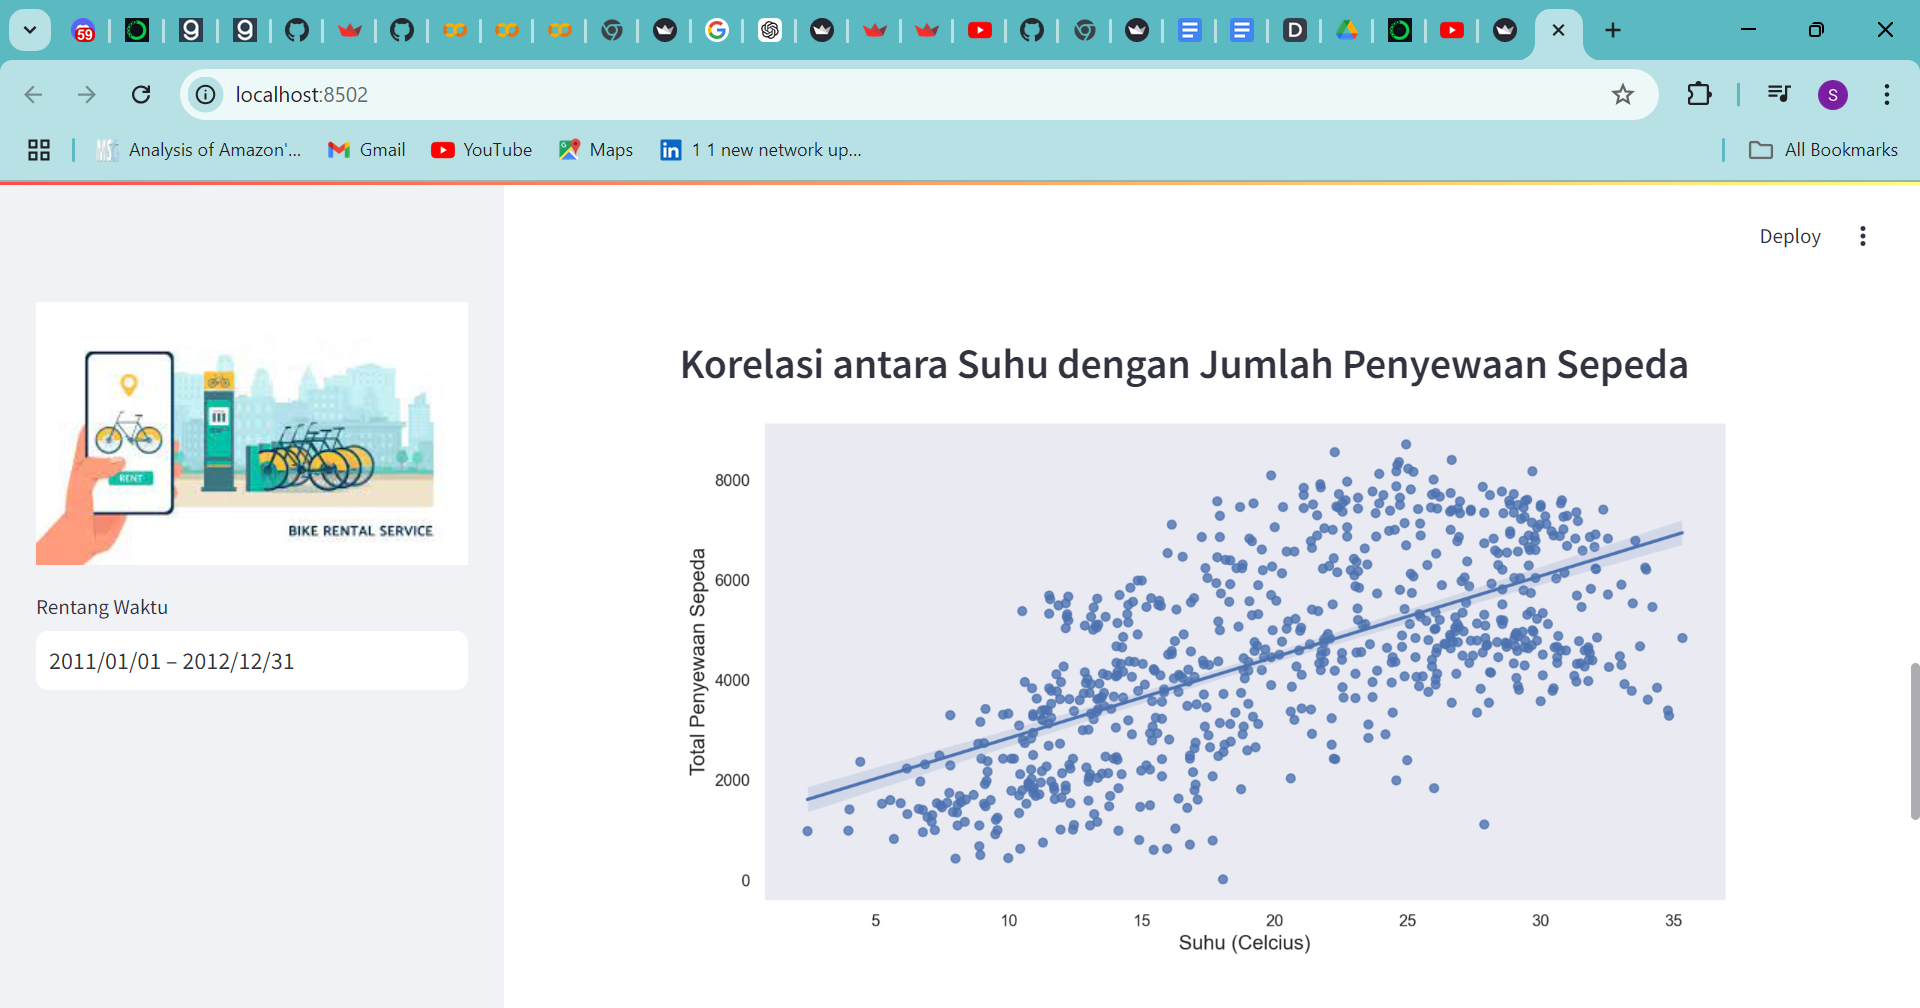 59
localhost:8502
S
Analysis of Amazon'...
Gmail
YouTube
Maps
1 1 new network up...
All Bookmarks
Deploy
RENT
BIKE RENTAL SERVICE
Rentang Waktu
2011/01/01 – 2012/12/31
Korelasi antara Suhu dengan Jumlah Penyewaan Sepeda
Total Penyewaan Sepeda
8000
6000
4000
2000
0
5 10 15 20 25 30 35
Suhu (Celcius)